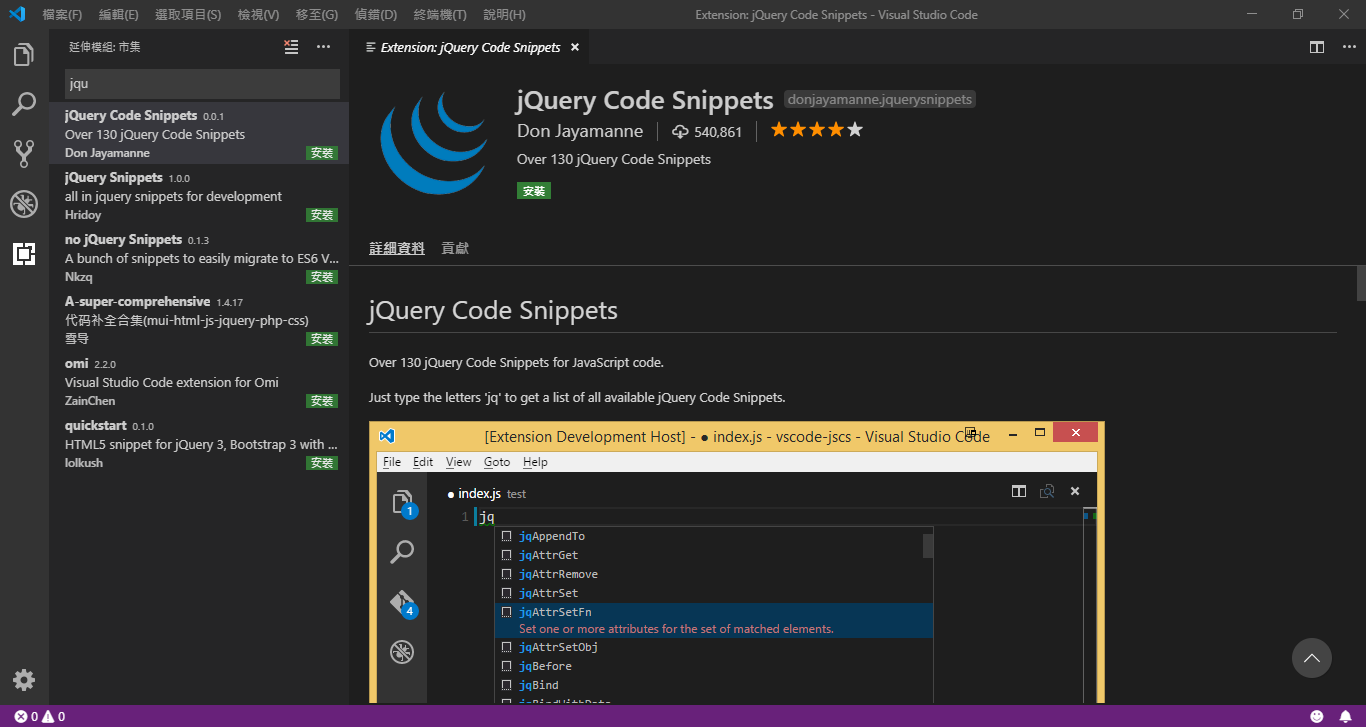 檔案(F) 編輯(E) 選取項目(S) 檢視(V) 移至(G) 偵錯(D) 終端機(T) 說明(H) Extension: jQuery Code Snippets - Visual Studio Code
延伸模組: 市集
jqu
jQuery Code Snippets 0.0.1
Over 130 jQuery Code Snippets
Don Jayamanne 安裝
jQuery Snippets 1.0.0
all in jquery snippets for development
Hridoy 安裝
no jQuery Snippets 0.1.3
A bunch of snippets to easily migrate to ES6 V...
Nkzq 安裝
A-super-comprehensive 1.4.17
代码补全合集(mui-html-js-jquery-php-css)
雪导 安裝
omi 2.2.0
Visual Studio Code extension for Omi
ZainChen 安裝
quickstart 0.1.0
HTML5 snippet for jQuery 3, Bootstrap 3 with ...
lolkush 安裝
Extension: jQuery Code Snippets
jQuery Code Snippets donjayamanne.jquerysnippets
Don Jayamanne 540,861
Over 130 jQuery Code Snippets
安裝
詳細資料 貢獻
jQuery Code Snippets
Over 130 jQuery Code Snippets for JavaScript code.
Just type the letters 'jq' to get a list of all available jQuery Code Snippets.
[Extension Development Host] - ● index.js - vscode-jscs - Visual Studio Code
File Edit View Goto Help
● index.js test
1
1 jq
jqAppendTo
jqAttrGet
jqAttrRemove
jqAttrSet
4
jqAttrSetFn
Set one or more attributes for the set of matched elements.
jqAttrSetObj
jqBefore
jqBind
jqBindWithData
0 0